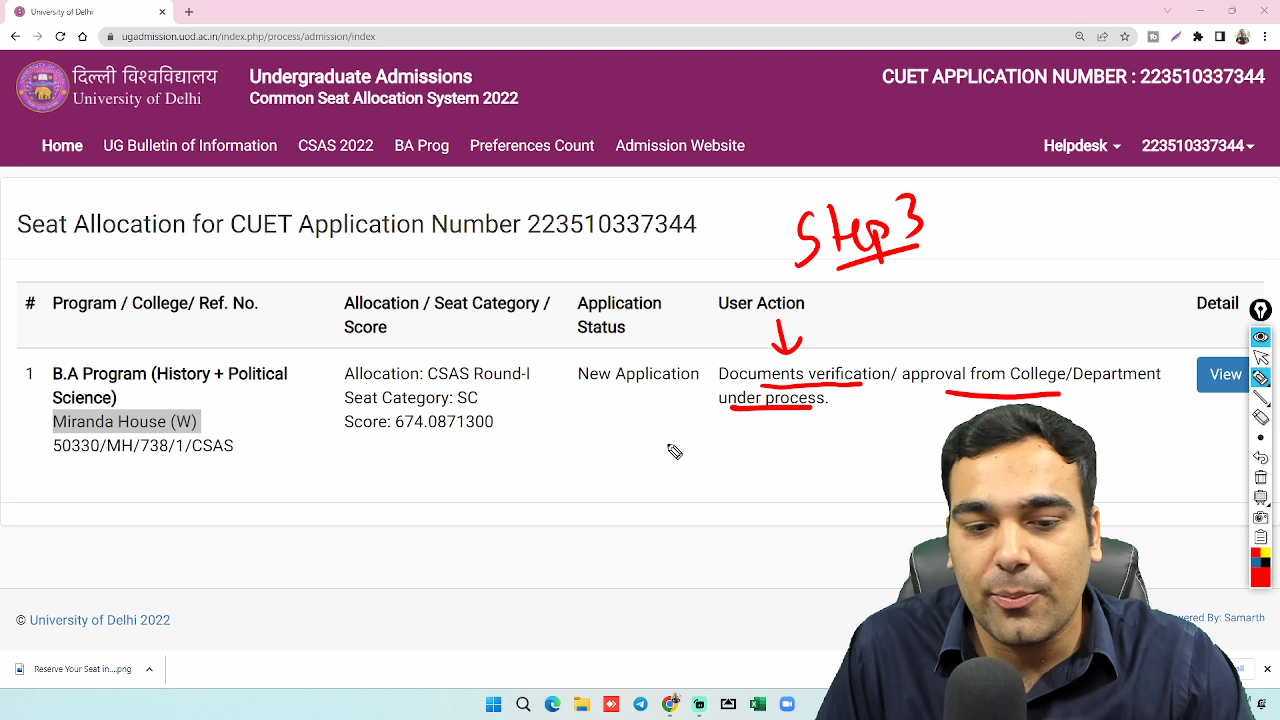 University of Delhi
ugadmission.uod.ac.in/index.php/process/admission/index
दिल्ली विश्वविद्यालय
University of Delhi
Undergraduate Admissions
Common Seat Allocation System 2022
CUET APPLICATION NUMBER : 223510337344
Home UG Bulletin of Information CSAS 2022 BA Prog Preferences Count Admission Website Helpdesk 223510337344
Seat Allocation for CUET Application Number 223510337344
Step 3
# Program / College/ Ref. No. Allocation / Seat Category / Score Application Status User Action Detail
1 B.A Program (History + Political Science)
Miranda House (W)
50330/MH/738/1/CSAS
Allocation: CSAS Round-I
Seat Category: SC
Score: 674.0871300
New Application
Documents verification/ approval from College/Department
under process.
View
© University of Delhi 2022
ered By: Samarth
Reserve Your Seat in....png